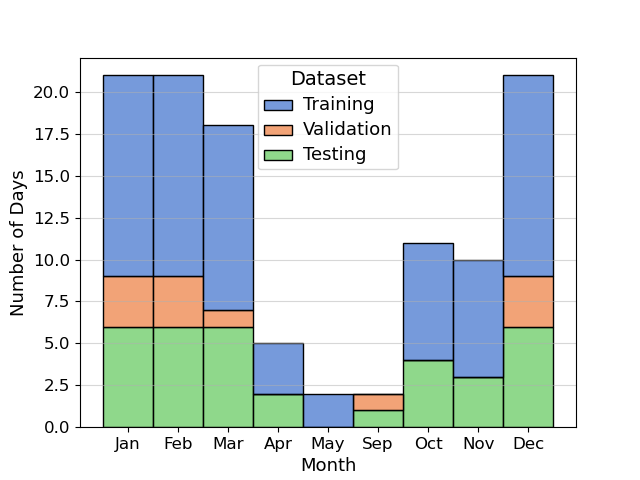 Dataset
Training
Validation
Testing
20.0
17.5
15.0
12.5
10.0
7.5
5.0
2.5
0.0
Number of Days
Jan Feb Mar Apr May Sep Oct Nov Dec
Month